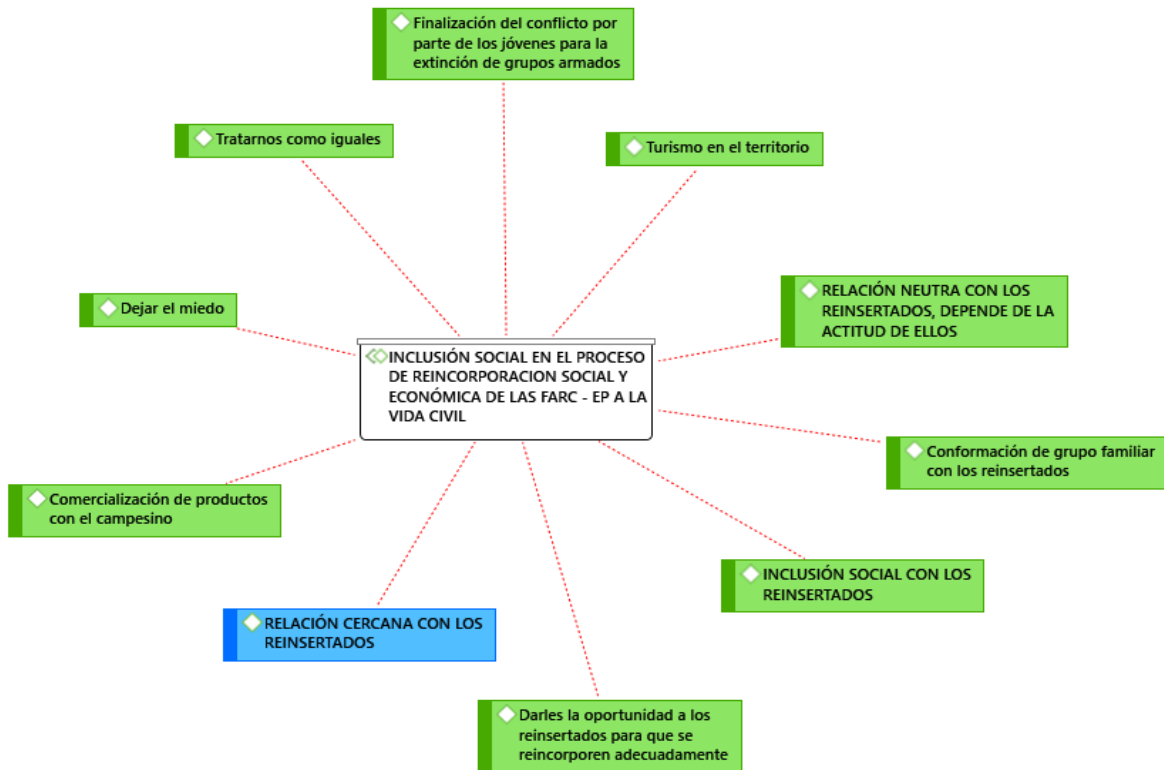 Finalización del conflicto por
parte de los jóvenes para la
extinción de grupos armados
Tratarnos como iguales
Turismo en el territorio
Dejar el miedo
RELACIÓN NEUTRA CON LOS
REINSERTADOS, DEPENDE DE LA
ACTITUD DE ELLOS
INCLUSIÓN SOCIAL EN EL PROCESO
DE REINCORPORACION SOCIAL Y
ECONÓMICA DE LAS FARC - EP A LA
VIDA CIVIL
Conformación de grupo familiar
con los reinsertados
Comercialización de productos
con el campesino
INCLUSIÓN SOCIAL CON LOS
REINSERTADOS
RELACIÓN CERCANA CON LOS
REINSERTADOS
Darles la oportunidad a los
reinsertados para que se
reincorporen adecuadamente